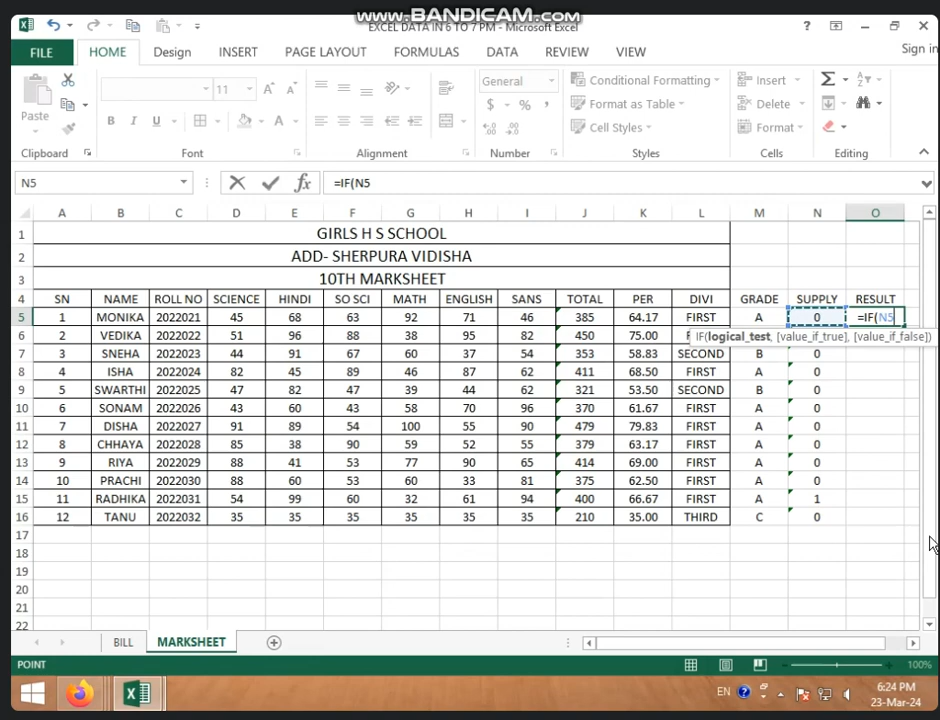 www.BANDICAM.com
EXCEL DATA IN 6 TO 7 PM - Microsoft Excel
Sign in
FILE HOME Design INSERT PAGE LAYOUT FORMULAS DATA REVIEW VIEW
11 General Conditional Formatting Insert
Paste Format as Table Delete
B I U Cell Styles Format
Clipboard Font Alignment Number Styles Cells Editing
N5 =IF(N5
A B C D E F G H I J K L M N O
1 GIRLS H S SCHOOL
2 ADD- SHERPURA VIDISHA
3 10TH MARKSHEET
4 SN NAME ROLL NO SCIENCE HINDI SO SCI MATH ENGLISH SANS TOTAL PER DIVI GRADE SUPPLY RESULT
5 1 MONIKA 2022021 45 68 63 92 71 46 385 64.17 FIRST A 0 =IF(N5
IF(logical_test, [value_if_true], [value_if_false])
6 2 VEDIKA 2022022 51 96 88 38 95 82 450 75.00
7 3 SNEHA 2022023 44 91 67 60 37 54 353 58.83 SECOND B 0
8 4 ISHA 2022024 82 45 89 46 87 62 411 68.50 FIRST A 0
9 5 SWARTHI 2022025 47 82 47 39 44 62 321 53.50 SECOND B 0
10 6 SONAM 2022026 43 60 43 58 70 96 370 61.67 FIRST A 0
11 7 DISHA 2022027 91 89 54 100 55 90 479 79.83 FIRST A 0
12 8 CHHAYA 2022028 85 38 90 59 52 55 379 63.17 FIRST A 0
13 9 RIYA 2022029 88 41 53 77 90 65 414 69.00 FIRST A 0
14 10 PRACHI 2022030 88 60 53 60 33 81 375 62.50 FIRST A 0
15 11 RADHIKA 2022031 54 99 60 32 61 94 400 66.67 FIRST A 1
16 12 TANU 2022032 35 35 35 35 35 35 210 35.00 THIRD C 0
17
18
19
20
21
22
BILL MARKSHEET
POINT 100%
EN 6:24 PM
23-Mar-24